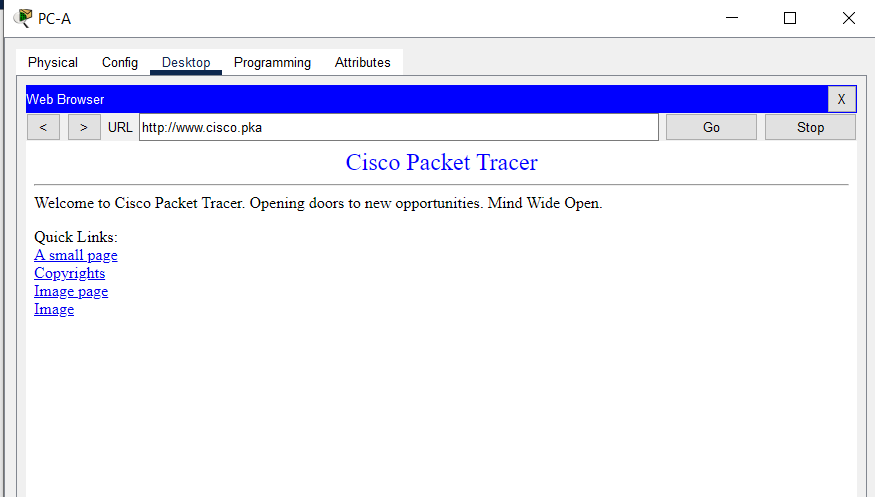 PC-A
Physical Config Desktop Programming Attributes
Web Browser X
< > URL http://www.cisco.pka Go Stop
Cisco Packet Tracer
Welcome to Cisco Packet Tracer. Opening doors to new opportunities. Mind Wide Open.
Quick Links:
A small page
Copyrights
Image page
Image